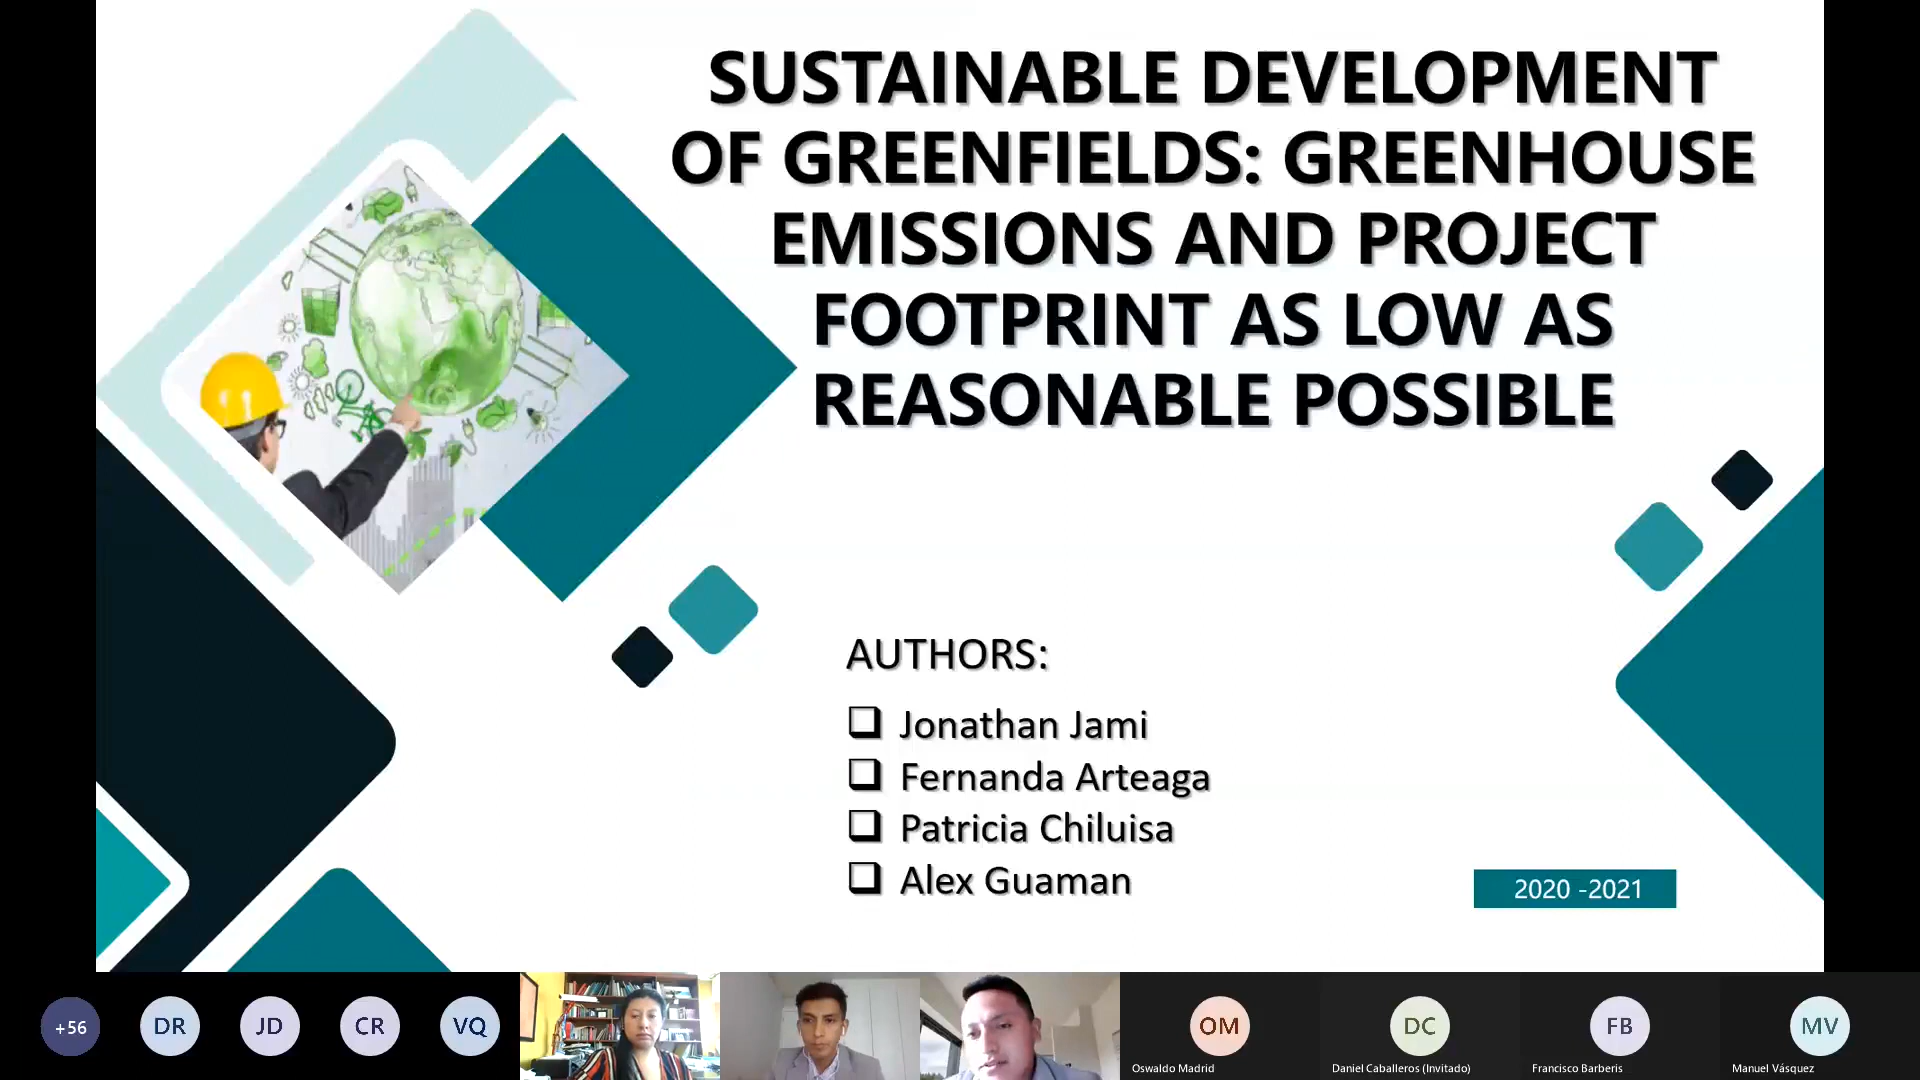 SUSTAINABLE DEVELOPMENT
OF GREENFIELDS: GREENHOUSE
EMISSIONS AND PROJECT
FOOTPRINT AS LOW AS
REASONABLE POSSIBLE
AUTHORS:
Jonathan Jami
Fernanda Arteaga
Patricia Chiluisa
Alex Guaman
2020 -2021
+56
DR
JD
CR
VQ
OM
Oswaldo Madrid
DC
Daniel Caballeros (Invitado)
FB
Francisco Barberis
MV
Manuel Vásquez